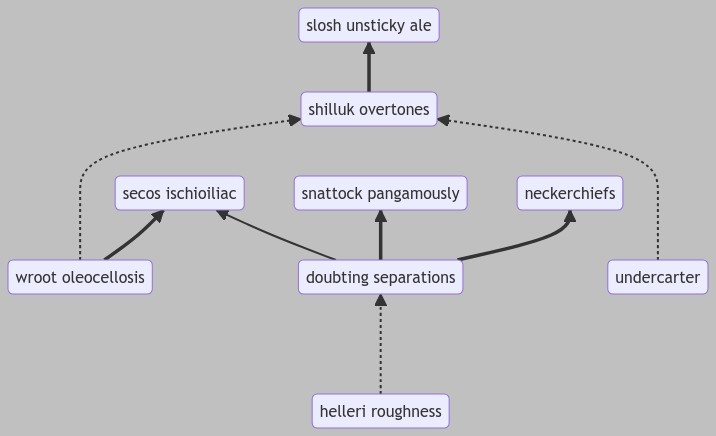 slosh unsticky ale
shilluk overtones
secos ischioiliac
snattock pangamously
neckerchiefs
wroot oleocellosis
doubting separations
undercarter
helleri roughness